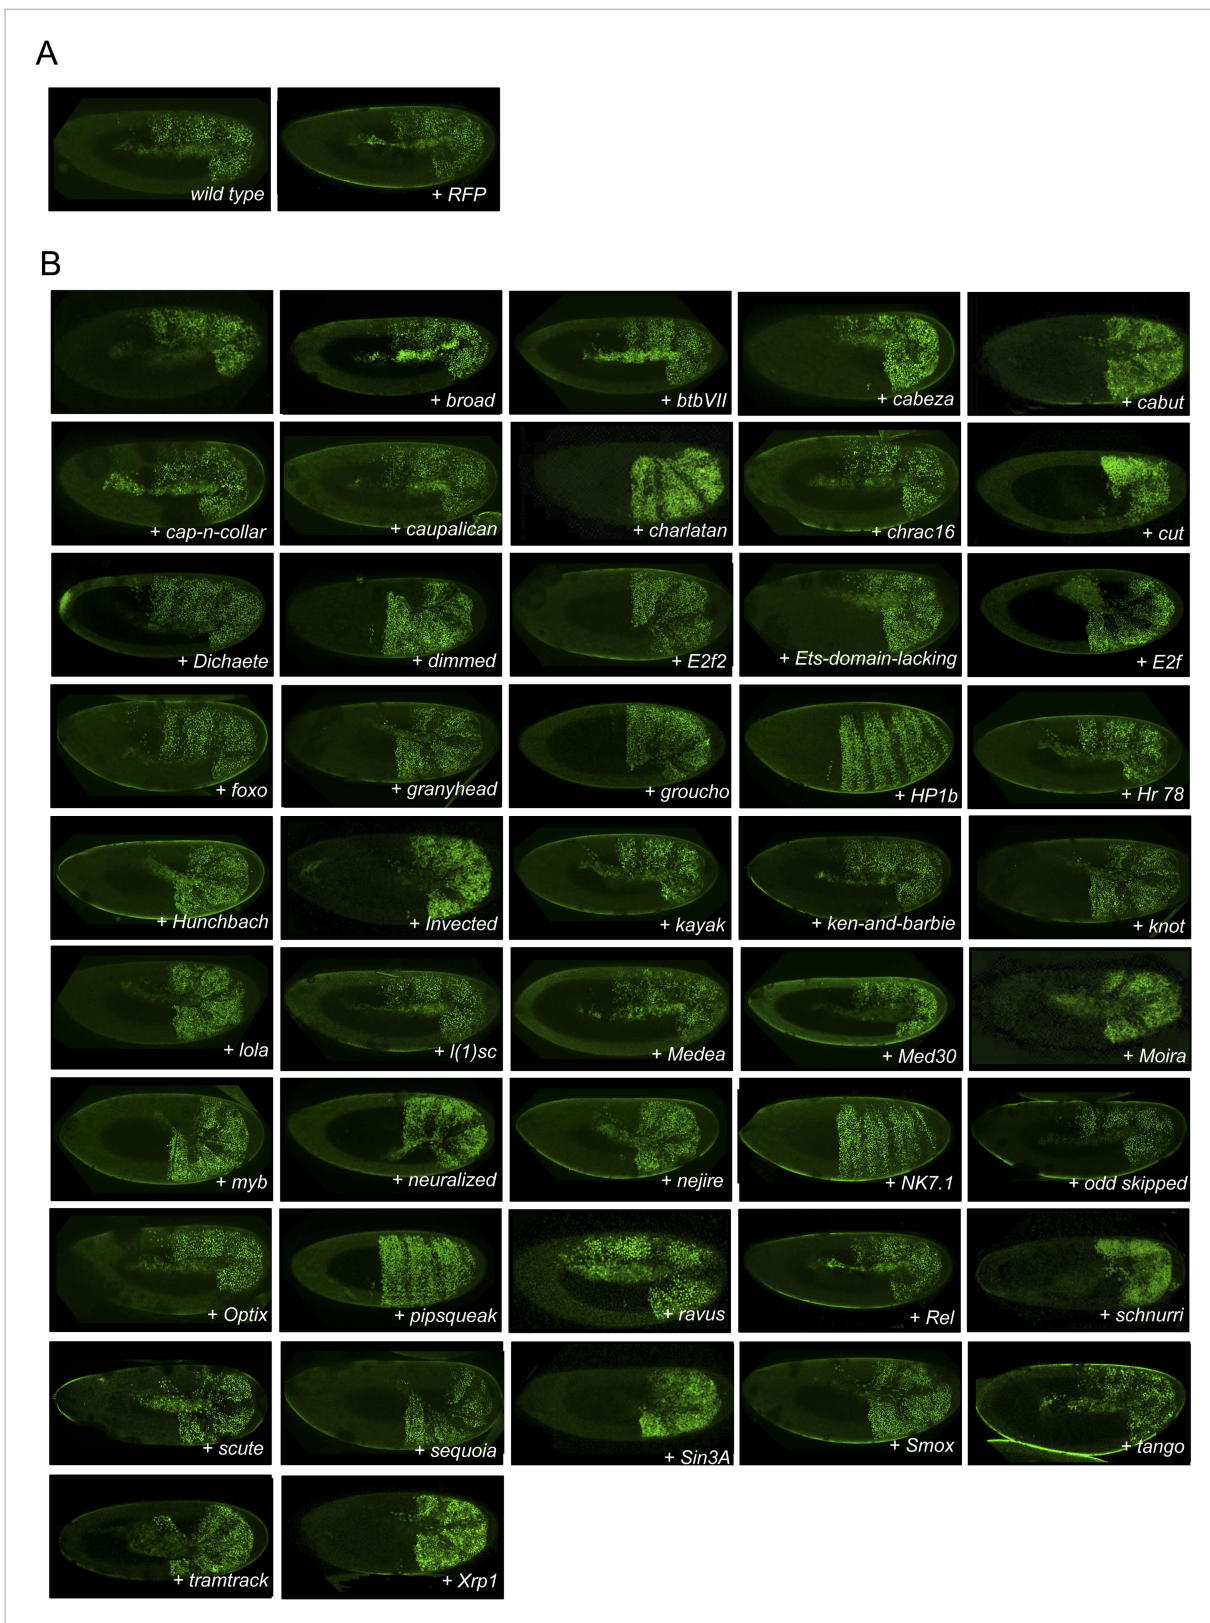 A
wild type
+ RFP
B
+ broad
+ btbVII
+ cabeza
+ cabut
+ cap-n-collar
+ caupalican
+ charlatan
+ chrac16
+ cut
+ Dichaete
+ dimmed
+ E2f2
+ Ets-domain-lacking
+ E2f
+ foxo
+ granyhead
+ groucho
+ HP1b
+ Hr 78
+ Hunchbach
+ Invected
+ kayak
+ ken-and-barbie
+ knot
+ lola
+ l(1)sc
+ Medea
+ Med30
+ Moira
+ myb
+ neuralized
+ nejire
+ NK7.1
+ odd skipped
+ Optix
+ pipsqueak
+ ravus
+ Rel
+ schnurri
+ scute
+ sequoia
+ Sin3A
+ Smox
+ tango
+ tramtrack
+ Xrp1